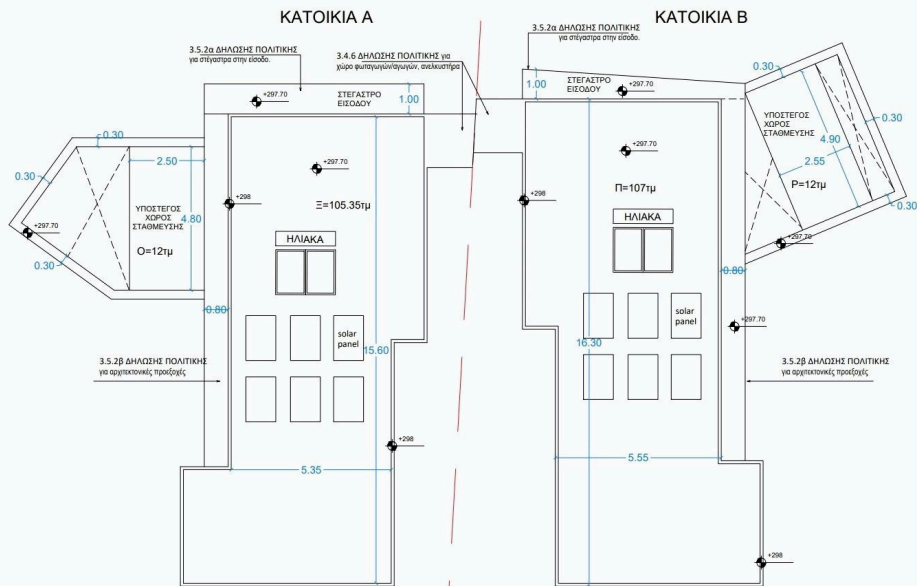 ΚΑΤΟΙΚΙΑ Α
ΚΑΤΟΙΚΙΑ Β
3.5.2α ΔΗΛΩΣΗΣ ΠΟΛΙΤΙΚΗΣ
για στέγαστρα στην είσοδο.
3.4.6 ΔΗΛΩΣΗΣ ΠΟΛΙΤΙΚΗΣ για
χώρο φωταγωγών/αγωγών, ανελκυστήρα
3.5.2α ΔΗΛΩΣΗΣ ΠΟΛΙΤΙΚΗΣ
για στέγαστρα στην είσοδο.
+297.70
ΣΤΕΓΑΣΤΡΟ
ΕΙΣΟΔΟΥ
1.00
1.00
ΣΤΕΓΑΣΤΡΟ
ΕΙΣΟΔΟΥ
+297.70
0.30
0.30
0.30
2.50
0.30
ΥΠΟΣΤΕΓΟΣ
ΧΩΡΟΣ
ΣΤΑΘΜΕΥΣΗΣ
4.80
Ο=12τμ
+297.70
0.30
+297.70
+298
Ξ=105.35τμ
ΗΛΙΑΚΑ
+297.70
+298
Π=107τμ
ΗΛΙΑΚΑ
ΥΠΟΣΤΕΓΟΣ
ΧΩΡΟΣ
ΣΤΑΘΜΕΥΣΗΣ
4.90
2.55
Ρ=12τμ
0.30
+297.70
0.80
0.80
solar
panel
15.60
solar
panel
16.30
+297.70
3.5.2β ΔΗΛΩΣΗΣ ΠΟΛΙΤΙΚΗΣ
για αρχιτεκτονικές προεξοχές
3.5.2β ΔΗΛΩΣΗΣ ΠΟΛΙΤΙΚΗΣ
για αρχιτεκτονικές προεξοχές
+298
5.35
5.55
+298